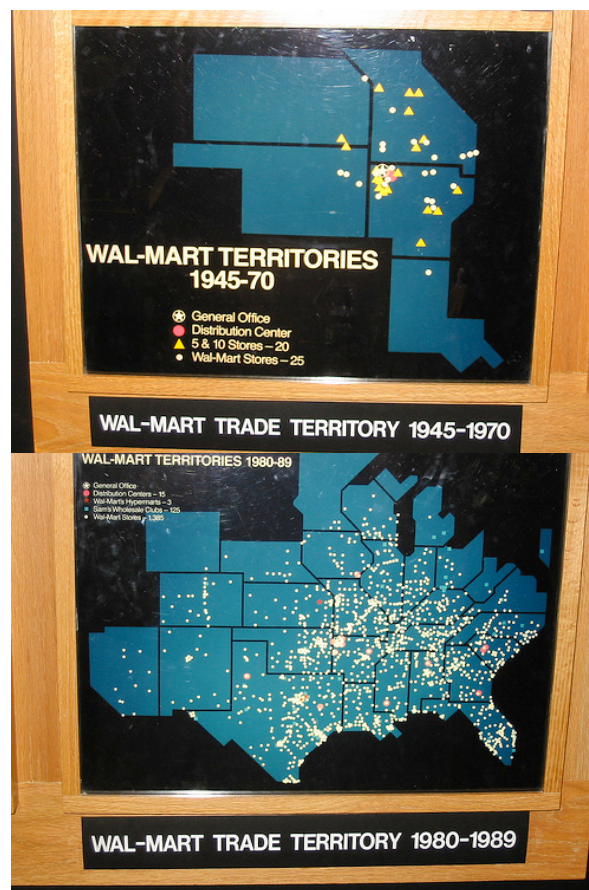 WAL-MART TERRITORIES
1945-70
General Office
Distribution Center
5 & 10 Stores – 20
Wal-Mart Stores – 25
WAL-MART TRADE TERRITORY 1945-1970
WAL-MART TERRITORIES 1980-89
General Office
Distribution Centers – 15
Wal-Mart's Hypermarts – 3
Sam's Wholesale Clubs – 125
Wal-Mart Stores – 1,385
WAL-MART TRADE TERRITORY 1980-1989